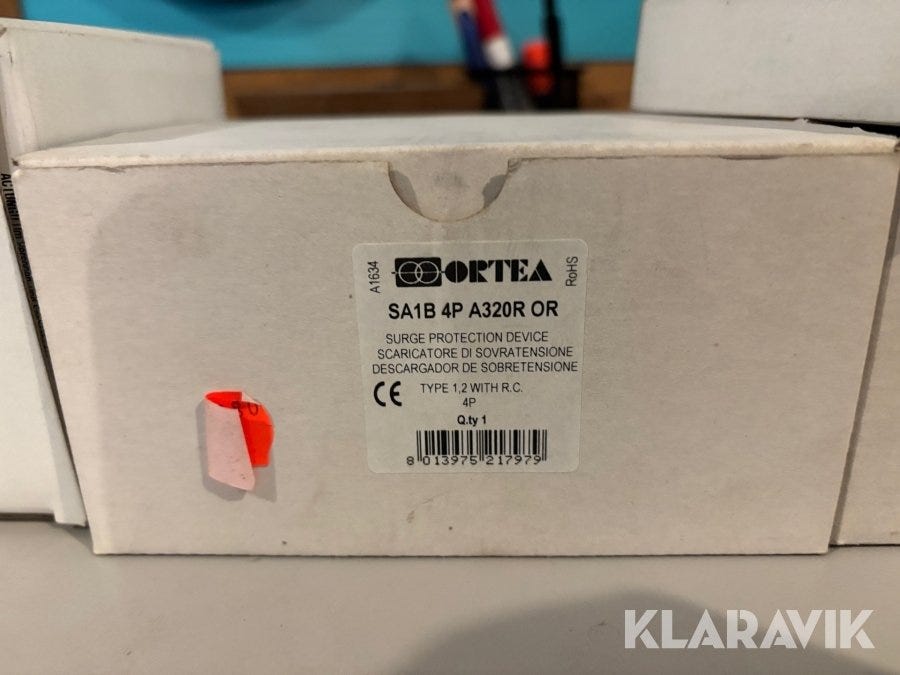 A1634
ORTEA
RoHS
SA1B 4P A320R OR
SURGE PROTECTION DEVICE
SCARICATORE DI SOVRATENSIONE
DESCARGADOR DE SOBRETENSIONE
CE
TYPE 1,2 WITH R.C.
4P
Q.ty 1
8 013975 217979
KLARAVIK